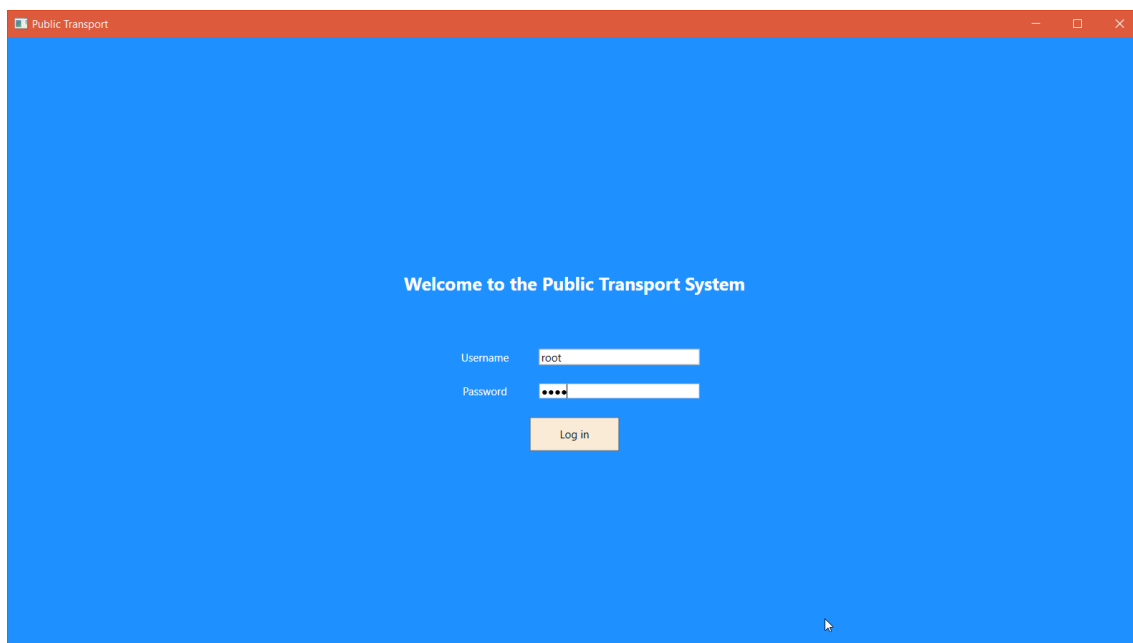 Public Transport
Welcome to the Public Transport System
Username root
Password ••••
Log in